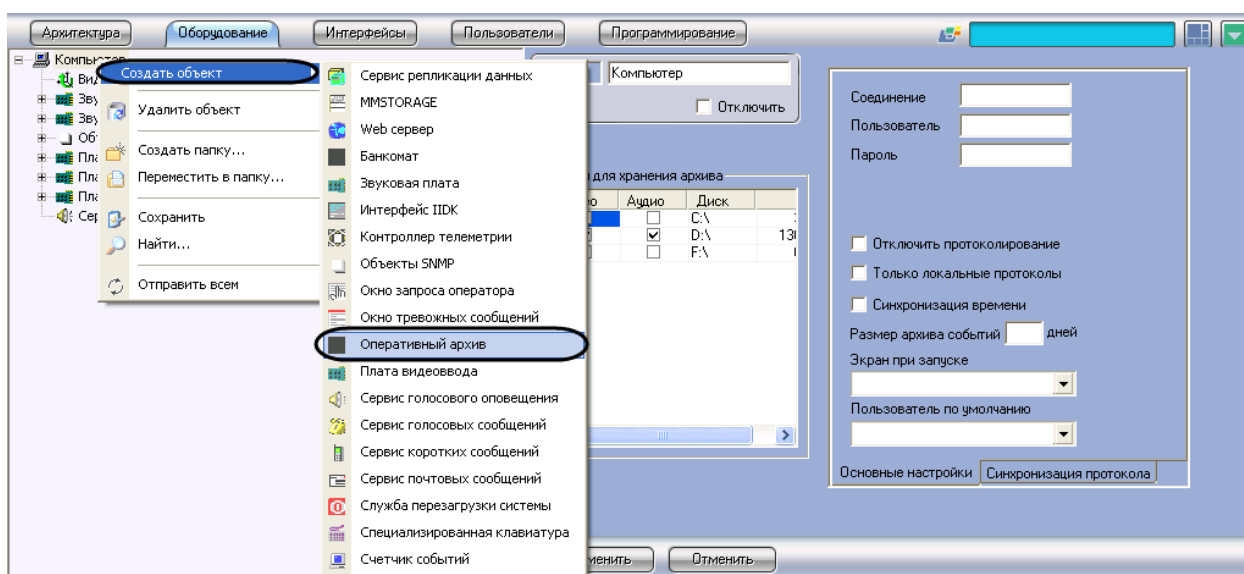 Архитектура
Оборудование
Интерфейсы
Пользователи
Программирование
Компьютер
Создать объект
Удалить объект
Создать папку...
Переместить в папку...
Сохранить
Найти...
Отправить всем
Сервис репликации данных
MMSTORAGE
Web сервер
Банкомат
Звуковая плата
Интерфейс IIDK
Контроллер телеметрии
Объекты SNMP
Окно запроса оператора
Окно тревожных сообщений
Оперативный архив
Плата видеоввода
Сервис голосового оповещения
Сервис голосовых сообщений
Сервис коротких сообщений
Сервис почтовых сообщений
Служба перезагрузки системы
Специализированная клавиатура
Счетчик событий
Компьютер
Отключить
для хранения архива
Аудио Диск
C:\
D:\
F:\
Отменить
Соединение
Пользователь
Пароль
Отключить протоколирование
Только локальные протоколы
Синхронизация времени
Размер архива событий дней
Экран при запуске
Пользователь по умолчанию
Основные настройки Синхронизация протокола